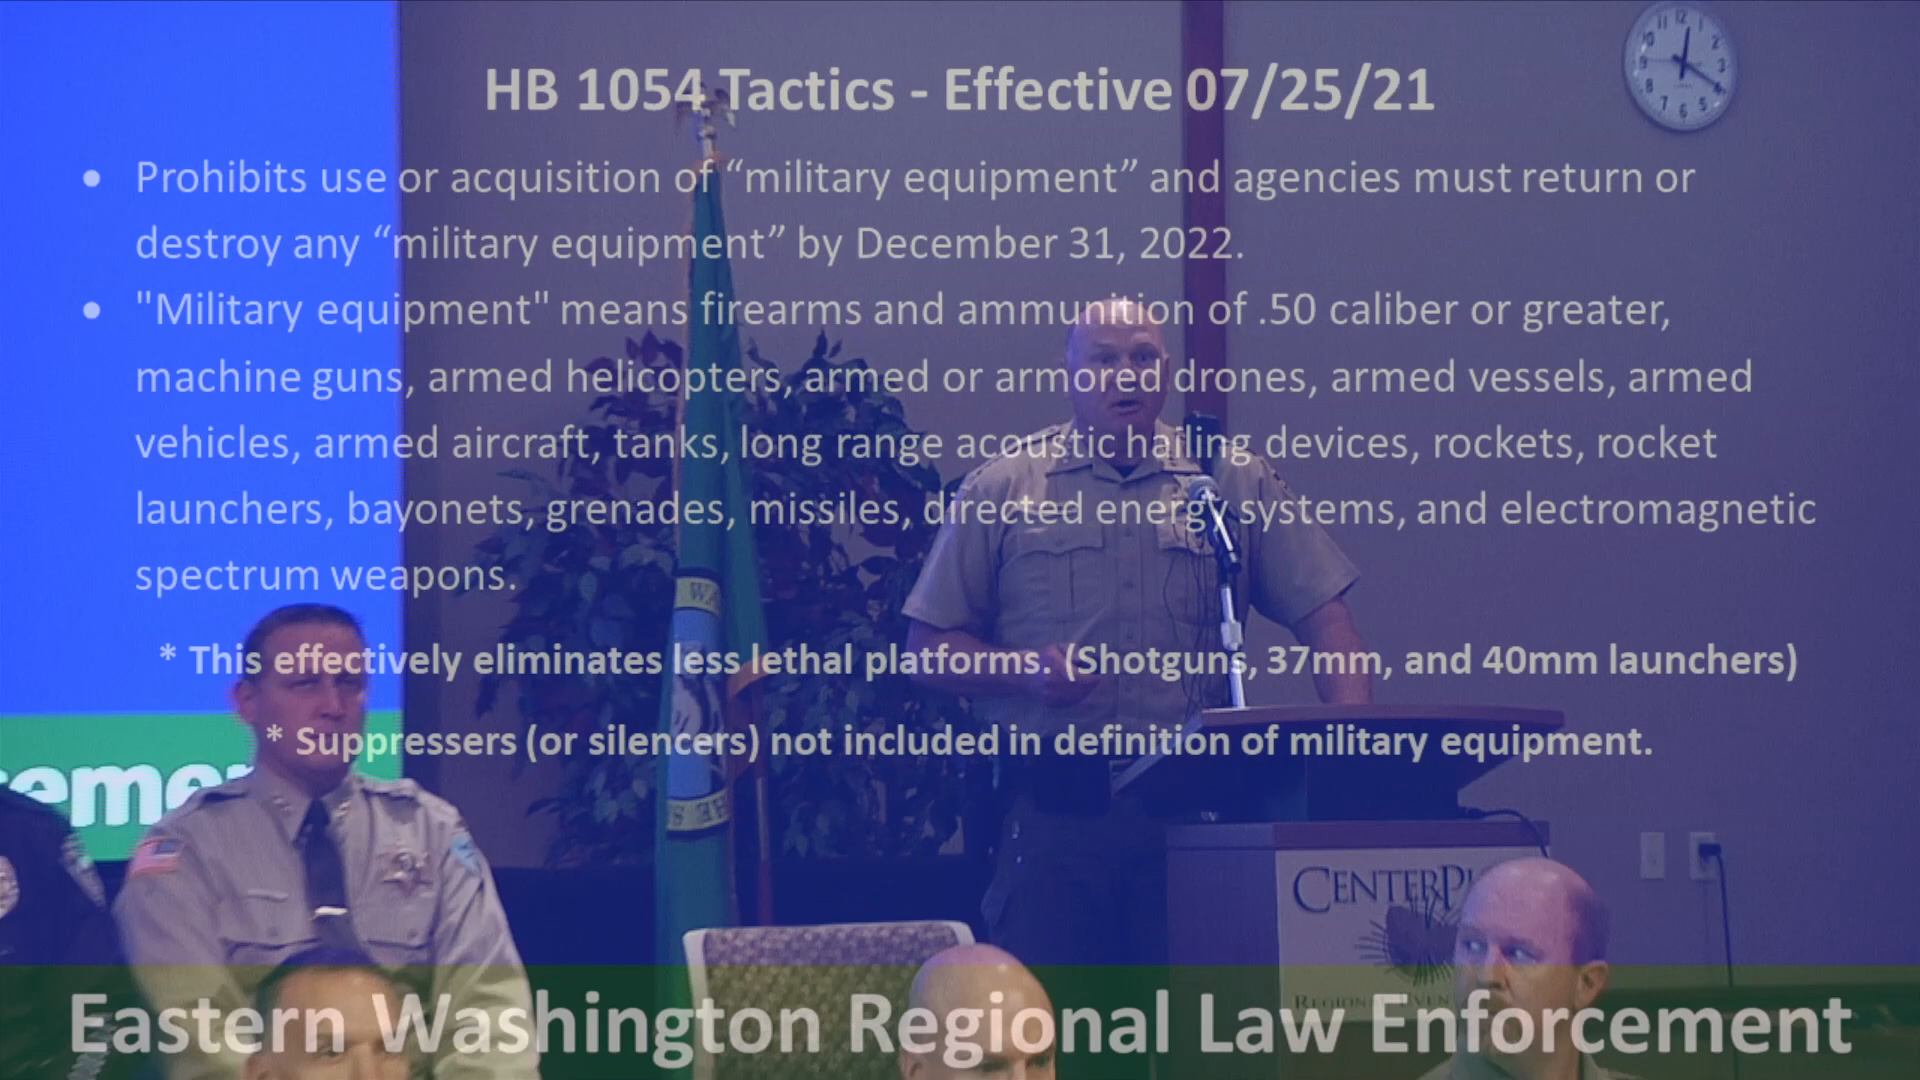 HB 1054 Tactics - Effective 07/25/21
• Prohibits use or acquisition of “military equipment” and agencies must return or
destroy any “military equipment” by December 31, 2022.
• "Military equipment" means firearms and ammunition of .50 caliber or greater,
machine guns, armed helicopters, armed or armored drones, armed vessels, armed
vehicles, armed aircraft, tanks, long range acoustic hailing devices, rockets, rocket
launchers, bayonets, grenades, missiles, directed energy systems, and electromagnetic
spectrum weapons.
* This effectively eliminates less lethal platforms. (Shotguns, 37mm, and 40mm launchers)
* Suppressers (or silencers) not included in definition of military equipment.
CENTERPL
REGIONAL EVEN
Eastern Washington Regional Law Enforcement